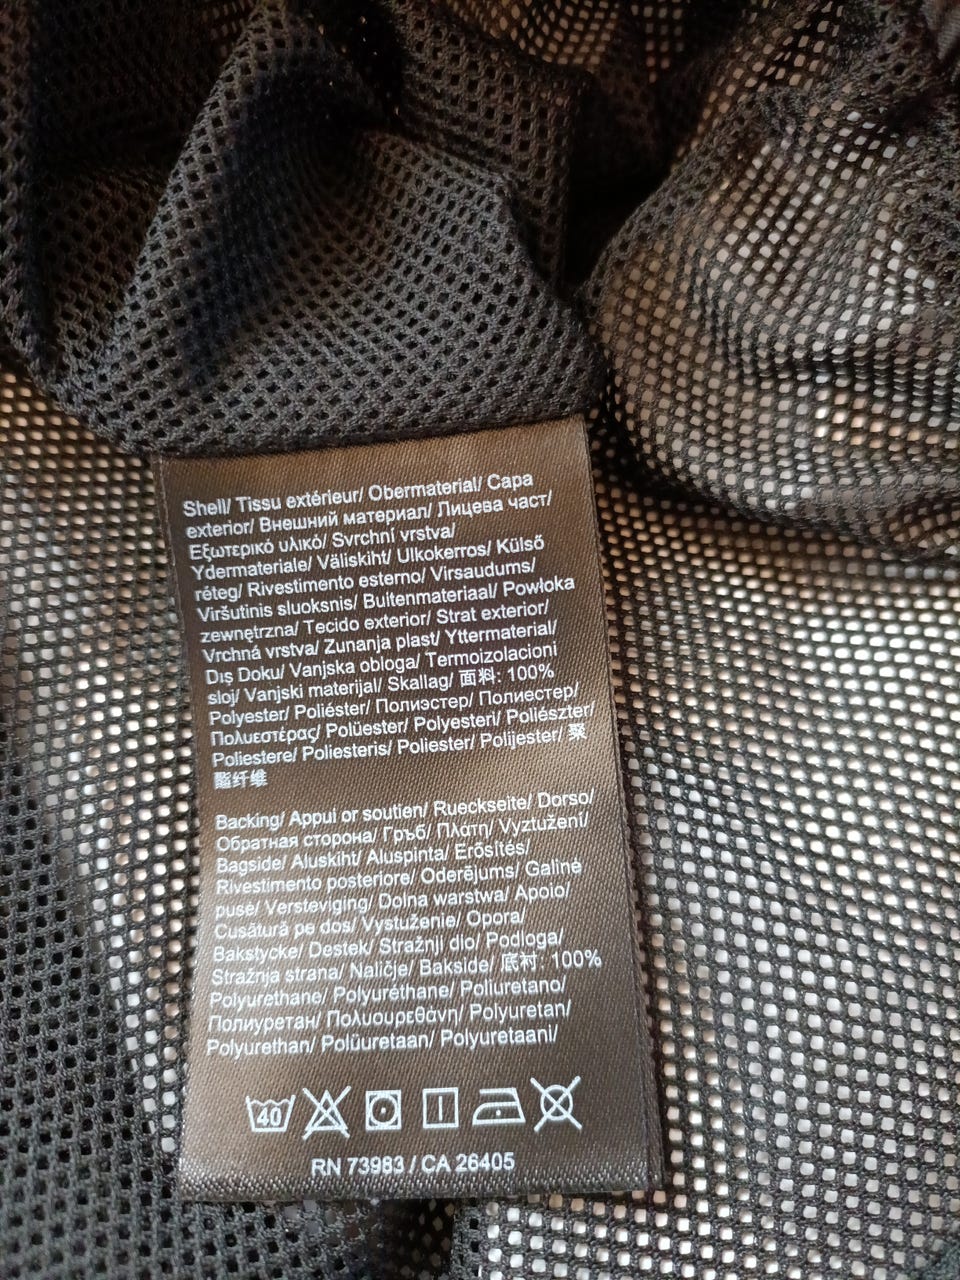 Shell/ Tissu extérieur/ Obermaterial/ Capa
exterior/ Внешний материал/ Лицева част/
Εξωτερικό υλικό/ Svrchní vrstva/
Ydermateriale/ Väliskiht/ Ulkokerros/ Külső
réteg/ Rivestimento esterno/ Virsaudums/
Viršutinis sluoksnis/ Buitenmateriaal/ Powłoka
zewnętrzna/ Tecido exterior/ Strat exterior/
Vrchná vrstva/ Zunanja plast/ Yttermaterial/
Dış Doku/ Vanjska obloga/ Termoizolacioni
sloj/ Vanjski materijal/ Skallag/ 面料: 100%
Polyester/ Poliéster/ Полиэстер/ Полиестер/
Πολυεστέρας/ Polüester/ Polyesteri/ Poliészter/
Poliestere/ Poliesteris/ Poliester/ Polijester/ 聚
酯纤维
Backing/ Appui or soutien/ Rueckseite/ Dorso/
Обратная сторона/ Гръб/ Πλάτη/ Vyztužení/
Bagside/ Aluskiht/ Aluspinta/ Erősítés/
Rivestimento posteriore/ Oderējums/ Galinė
pusė/ Versteviging/ Dolna warstwa/ Apoio/
Cusătură pe dos/ Vystuženie/ Opora/
Bakstycke/ Destek/ Stražnji dio/ Podloga/
Stražnja strana/ Naličje/ Bakside/ 底衬: 100%
Polyurethane/ Polyuréthane/ Poliuretano/
Полиуретан/ Πολυουρεθάνη/ Polyuretan/
Polyurethan/ Polüuretaan/ Polyuretaani/
40
RN 73983 / CA 26405